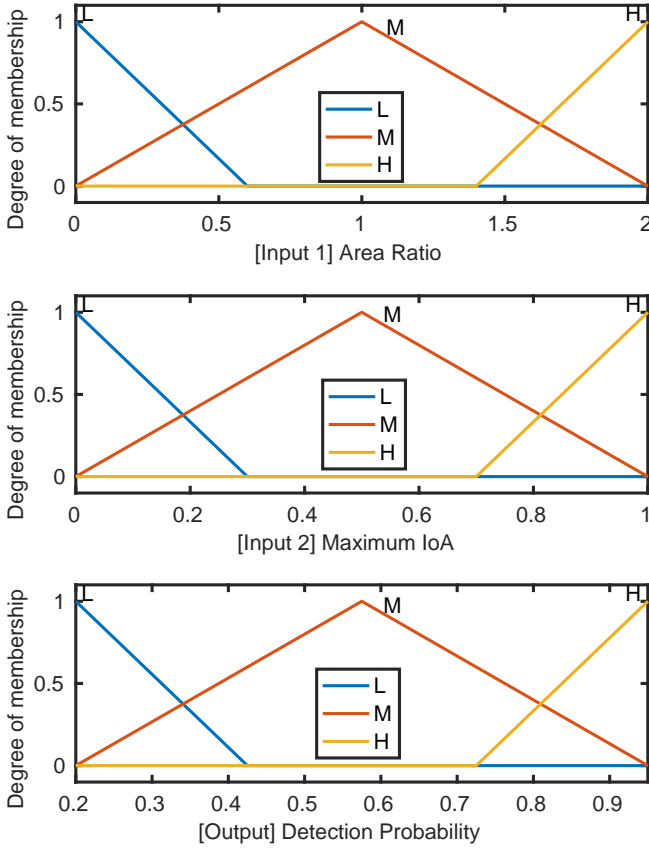 Degree of membership
1
0.5
0
L
M
H
L
M
H
0
0.5
1
1.5
2
[Input 1] Area Ratio
Degree of membership
1
0.5
0
L
M
H
L
M
H
0
0.2
0.4
0.6
0.8
1
[Input 2] Maximum IoA
Degree of membership
1
0.5
0
L
M
H
L
M
H
0.2
0.3
0.4
0.5
0.6
0.7
0.8
0.9
[Output] Detection Probability